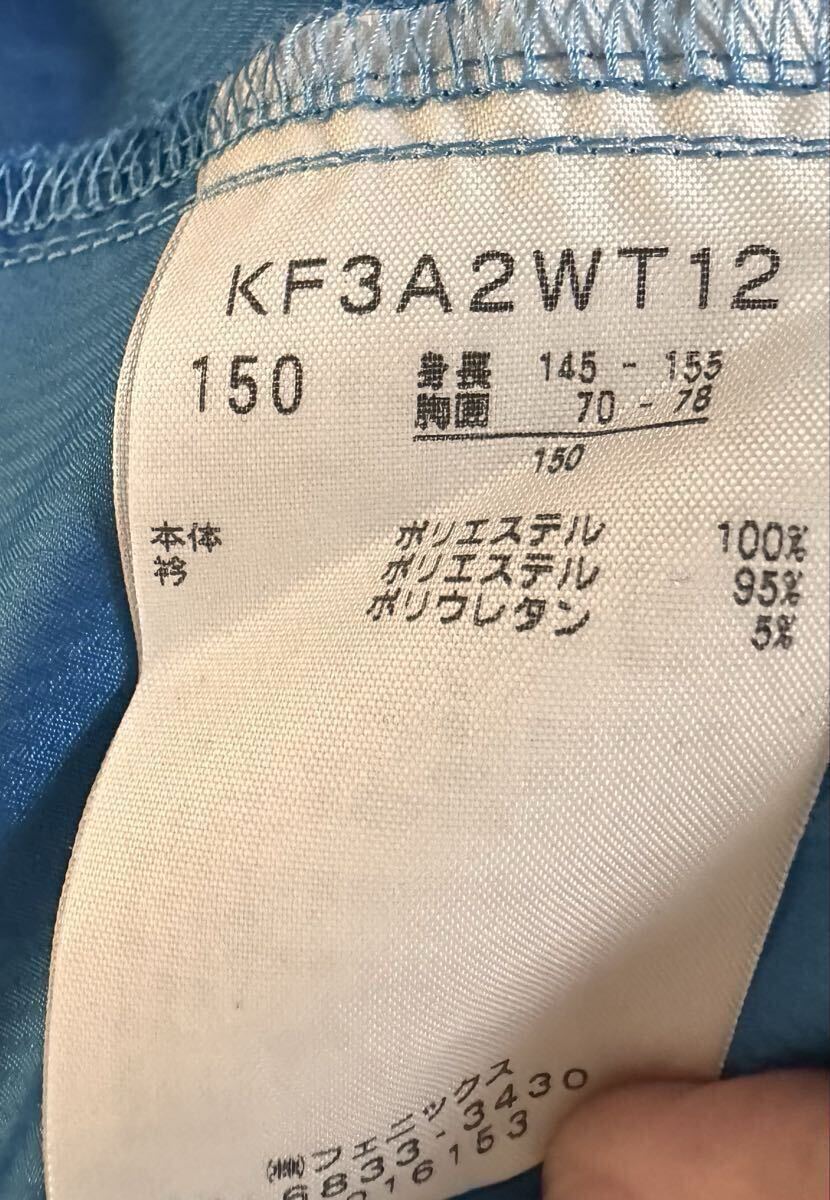 KF3A2WT12
150 身長 145 - 155
胸囲 70 - 78
150
本体 ポリエステル 100%
衿 ポリエステル 95%
ポリウレタン 5%
㈱フェニックス
6833-3430
016153